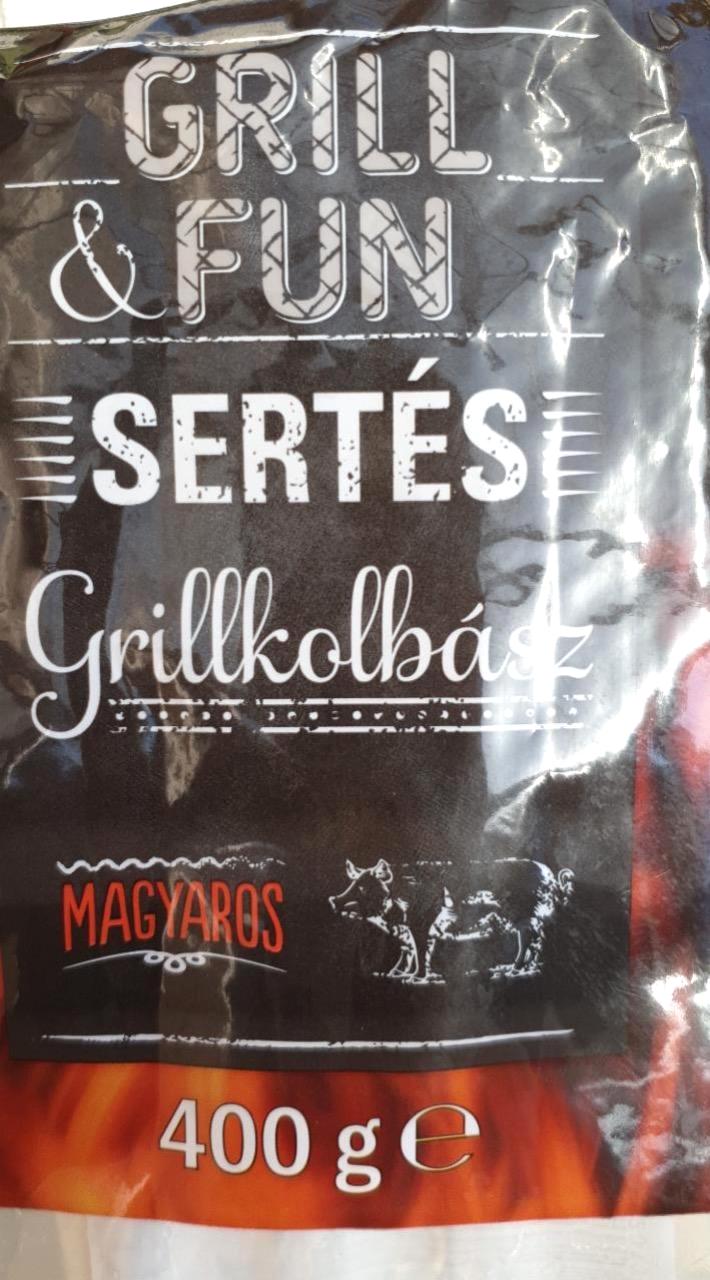 GRILL
& FUN
SERTÉS
Grillkolbász
MAGYAROS
400 g ℮